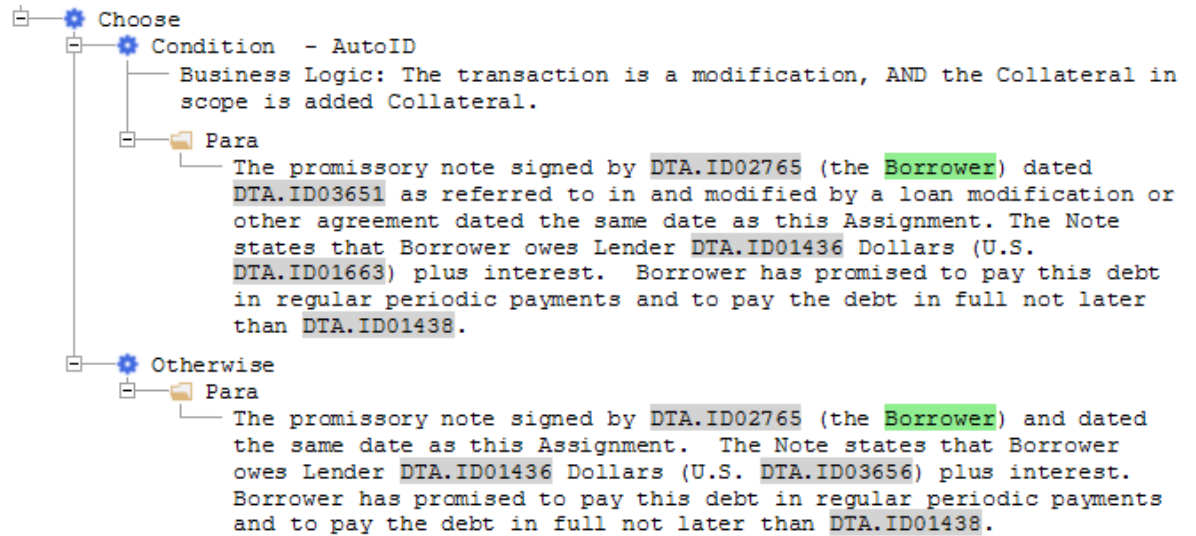 Choose
Condition - AutoID
Business Logic: The transaction is a modification, AND the Collateral in
scope is added Collateral.
Para
The promissory note signed by DTA.ID02765 (the Borrower) dated
DTA.ID03651 as referred to in and modified by a loan modification or
other agreement dated the same date as this Assignment. The Note
states that Borrower owes Lender DTA.ID01436 Dollars (U.S.
DTA.ID01663) plus interest. Borrower has promised to pay this debt
in regular periodic payments and to pay the debt in full not later
than DTA.ID01438.
Otherwise
Para
The promissory note signed by DTA.ID02765 (the Borrower) and dated
the same date as this Assignment. The Note states that Borrower
owes Lender DTA.ID01436 Dollars (U.S. DTA.ID03656) plus interest.
Borrower has promised to pay this debt in regular periodic payments
and to pay the debt in full not later than DTA.ID01438.